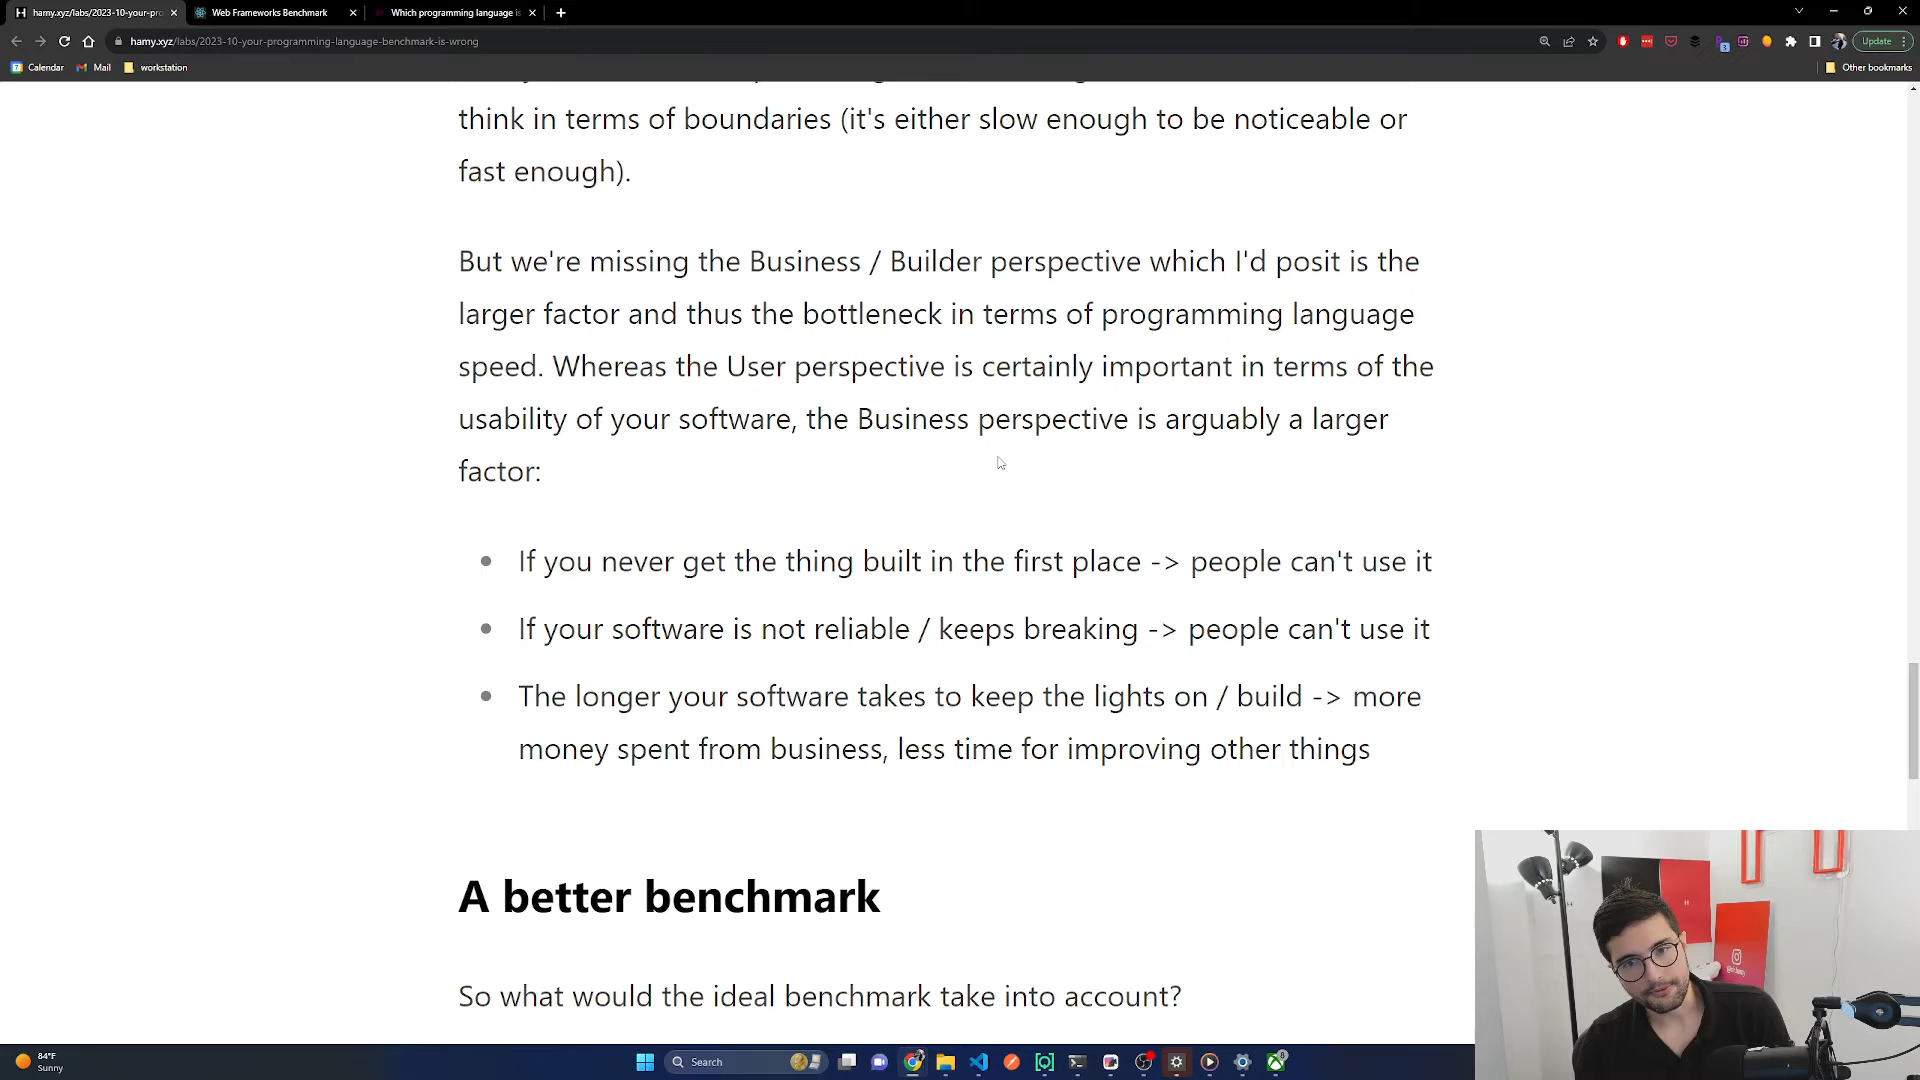 hamy.xyz/labs/2023-10-your-pro
Web Frameworks Benchmark
Which programming language is
hamy.xyz/labs/2023-10-your-programming-language-benchmark-is-wrong
Update
Calendar
Mail
workstation
Other bookmarks
think in terms of boundaries (it's either slow enough to be noticeable or
fast enough).
But we're missing the Business / Builder perspective which I'd posit is the
larger factor and thus the bottleneck in terms of programming language
speed. Whereas the User perspective is certainly important in terms of the
usability of your software, the Business perspective is arguably a larger
factor:
If you never get the thing built in the first place -> people can't use it
If your software is not reliable / keeps breaking -> people can't use it
The longer your software takes to keep the lights on / build -> more
money spent from business, less time for improving other things
A better benchmark
So what would the ideal benchmark take into account?
84°F
Sunny
Search